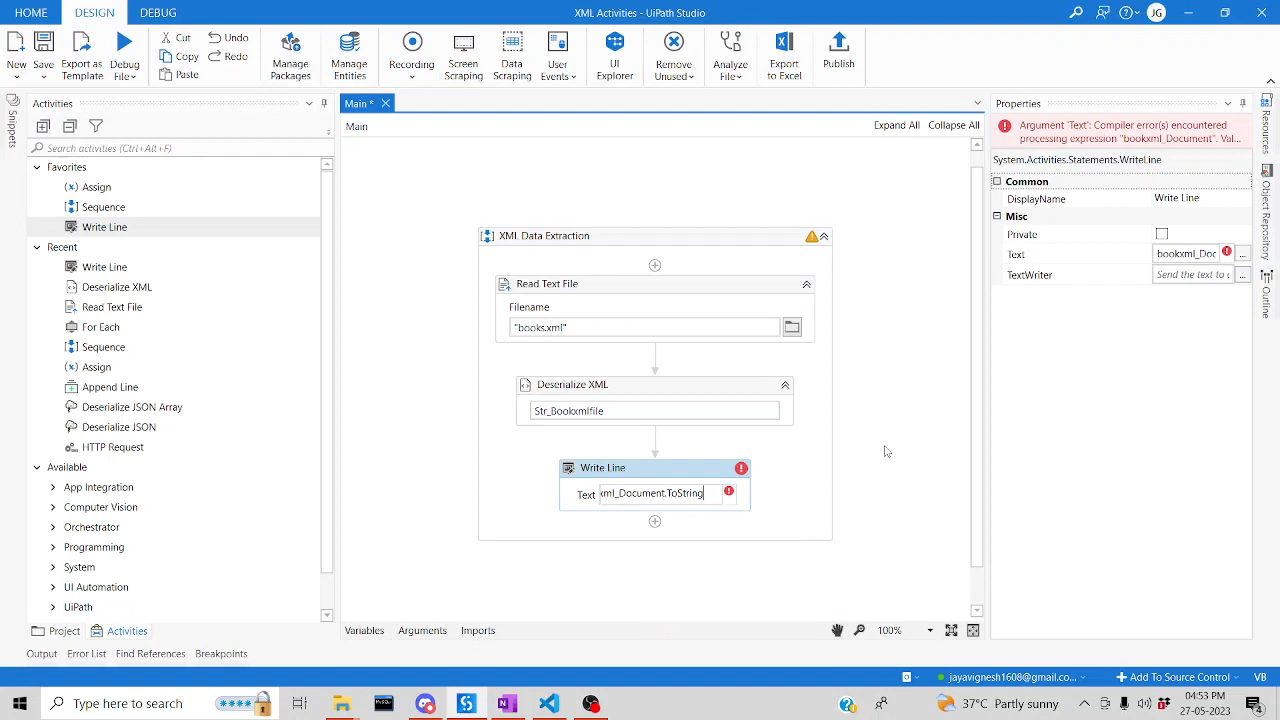 HOME DESIGN DEBUG XML Activities - UiPath Studio JG
New Save Export as Template Debug File Cut Copy Paste Undo Redo Manage Packages Manage Entities Recording Screen Scraping Data Scraping User Events UI Explorer Remove Unused Analyze File Export to Excel Publish
Snippets
Activities
Search activities (Ctrl+Alt+F)
Favorites
Assign
Sequence
Write Line
Recent
Write Line
Deserialize XML
Read Text File
For Each
Sequence
Assign
Append Line
Deserialize JSON Array
Deserialize JSON
HTTP Request
Available
App Integration
Computer Vision
Orchestrator
Programming
System
UI Automation
UiPath
Project Activities
Main *
Main Expand All Collapse All
XML Data Extraction
Read Text File
Filename
"books.xml"
Deserialize XML
Str_Bookxmlfile
Write Line
Text xml_Document.ToString
Variables Arguments Imports 100%
Properties
Argument 'Text': Compiler error(s) encountered
processing expression "bookxml_Document". Val...
System.Activities.Statements.WriteLine
Common
DisplayName Write Line
Misc
Private
Text bookxml_Doc ...
TextWriter Send the text to ...
Resources
Object Repository
Outline
Output Error List Find References Breakpoints
jayavignesh1608@gmail.co... Add To Source Control VB
Type here to search 37°C Partly sunny 04:53 PM
27-05-2023 4